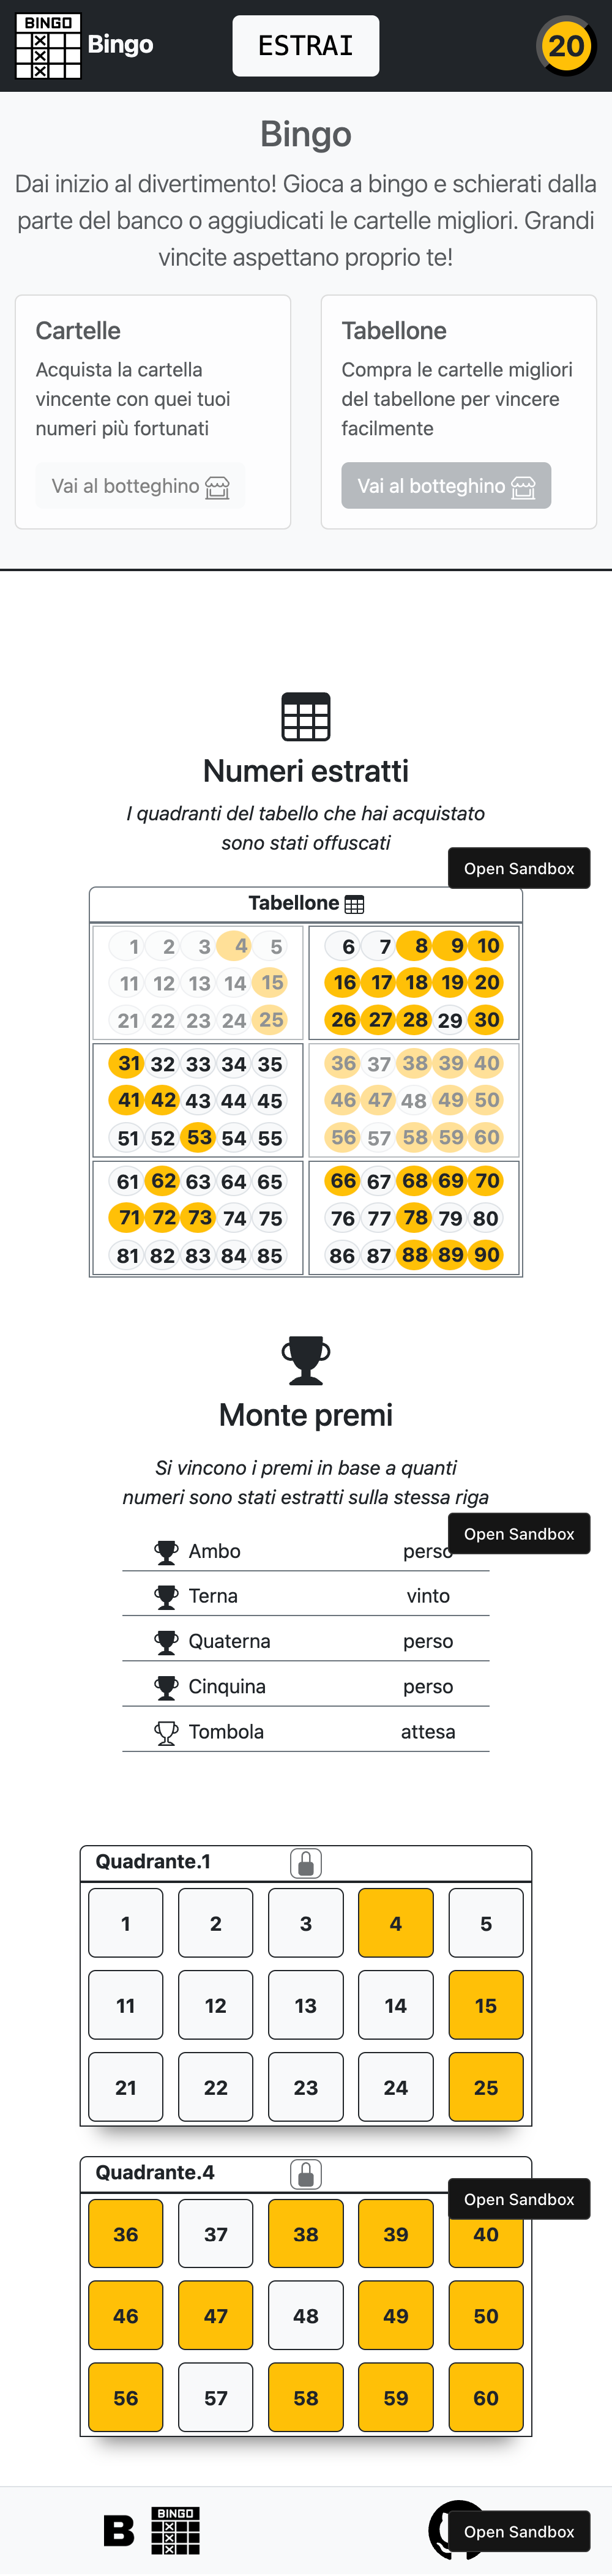 BINGO
Bingo
ESTRAI
20
Bingo
Dai inizio al divertimento! Gioca a bingo e schierati dalla
parte del banco o aggiudicati le cartelle migliori. Grandi
vincite aspettano proprio te!
Cartelle
Acquista la cartella
vincente con quei tuoi
numeri più fortunati
Vai al botteghino
Tabellone
Compra le cartelle migliori
del tabellone per vincere
facilmente
Vai al botteghino
Numeri estratti
I quadranti del tabello che hai acquistato
sono stati offuscati
Open Sandbox
Tabellone
1 2 3 4 5
11 12 13 14 15
21 22 23 24 25
6 7 8 9 10
16 17 18 19 20
26 27 28 29 30
31 32 33 34 35
41 42 43 44 45
51 52 53 54 55
36 37 38 39 40
46 47 48 49 50
56 57 58 59 60
61 62 63 64 65
71 72 73 74 75
81 82 83 84 85
66 67 68 69 70
76 77 78 79 80
86 87 88 89 90
Monte premi
Si vincono i premi in base a quanti
numeri sono stati estratti sulla stessa riga
Open Sandbox
Ambo perso
Terna vinto
Quaterna perso
Cinquina perso
Tombola attesa
Quadrante.1
1 2 3 4 5
11 12 13 14 15
21 22 23 24 25
Quadrante.4
Open Sandbox
36 37 38 39 40
46 47 48 49 50
56 57 58 59 60
B
BINGO
Open Sandbox